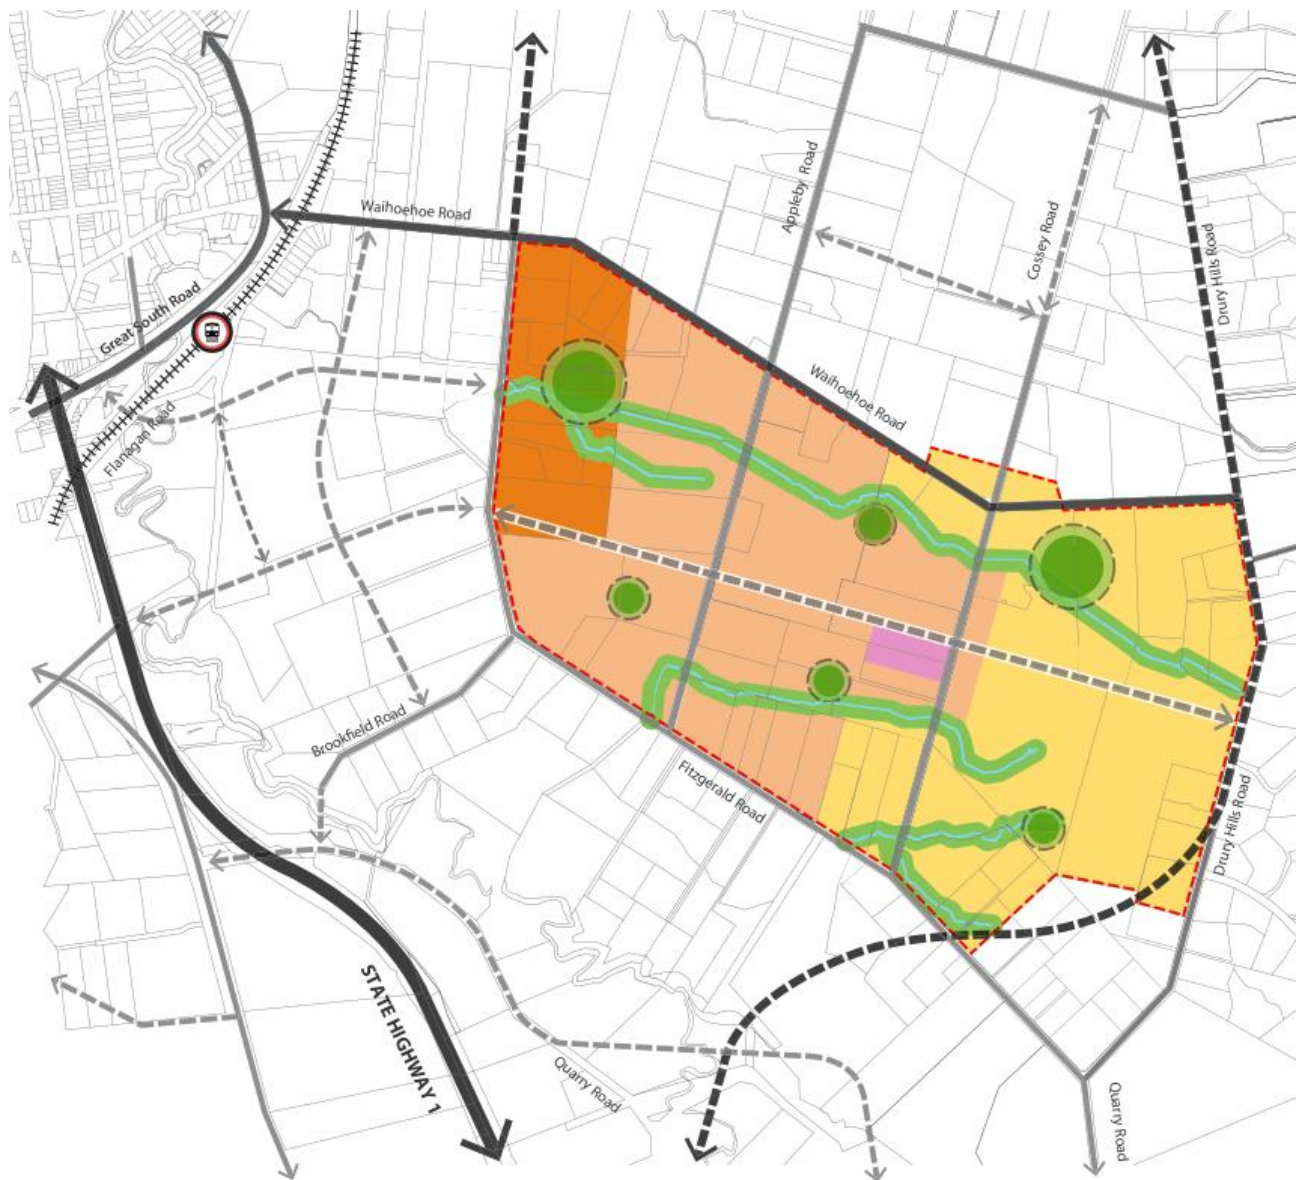 Waihoehoe Road
Appleby Road
Cossey Road
Drury Hills Road
Great South Road
Flanagan Road
Waihoehoe Road
Brookfield Road
Fitzgerald Road
Drury Hills Road
STATE HIGHWAY 1
Quarry Road
Quarry Road